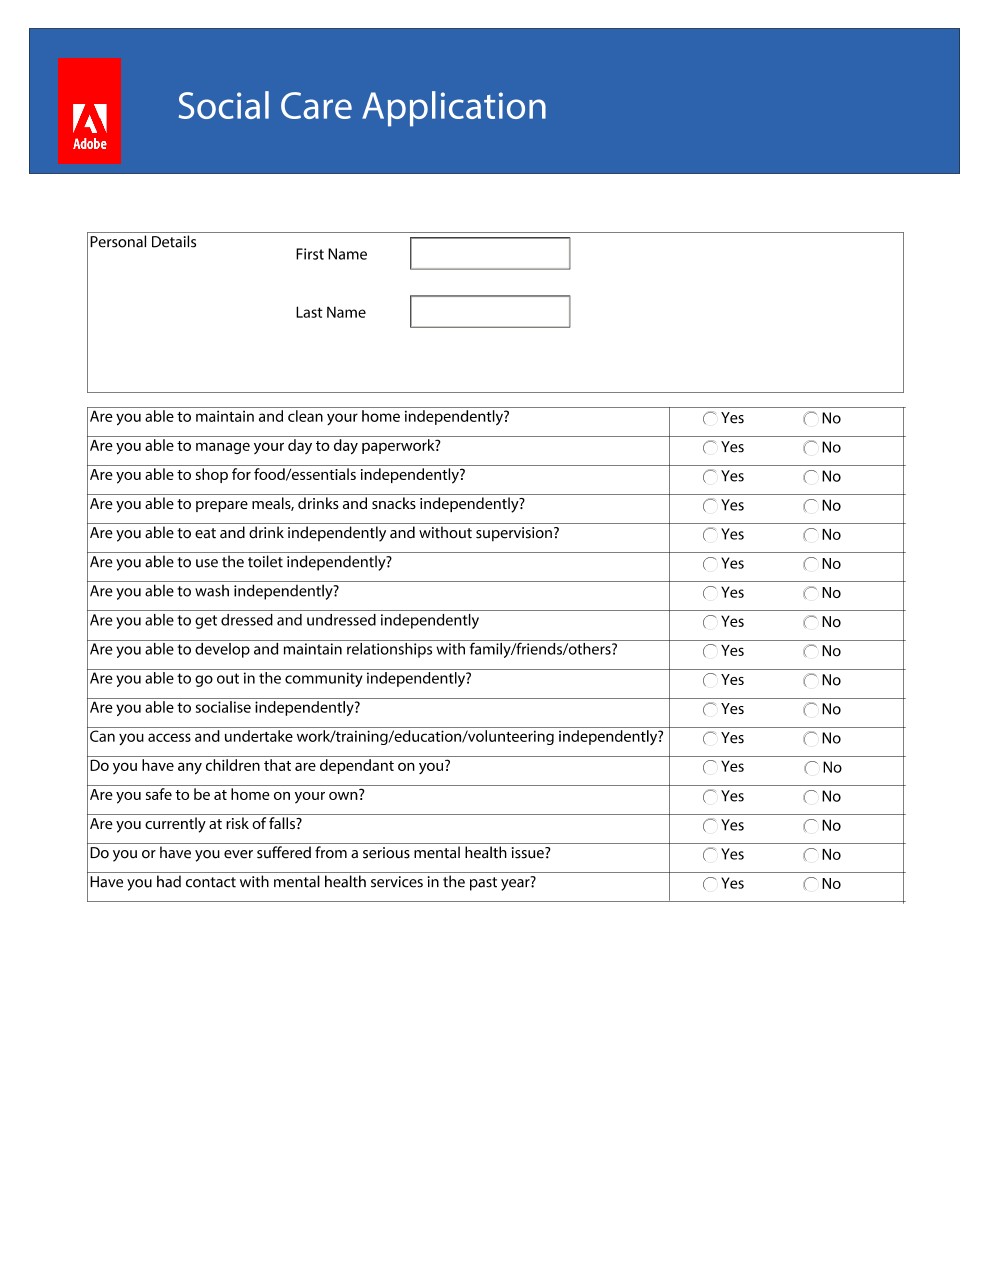 Adobe
Social Care Application
Personal Details
First Name
Last Name
Are you able to maintain and clean your home independently? Yes No
Are you able to manage your day to day paperwork? Yes No
Are you able to shop for food/essentials independently? Yes No
Are you able to prepare meals, drinks and snacks independently? Yes No
Are you able to eat and drink independently and without supervision? Yes No
Are you able to use the toilet independently? Yes No
Are you able to wash independently? Yes No
Are you able to get dressed and undressed independently Yes No
Are you able to develop and maintain relationships with family/friends/others? Yes No
Are you able to go out in the community independently? Yes No
Are you able to socialise independently? Yes No
Can you access and undertake work/training/education/volunteering independently? Yes No
Do you have any children that are dependant on you? Yes No
Are you safe to be at home on your own? Yes No
Are you currently at risk of falls? Yes No
Do you or have you ever suffered from a serious mental health issue? Yes No
Have you had contact with mental health services in the past year? Yes No